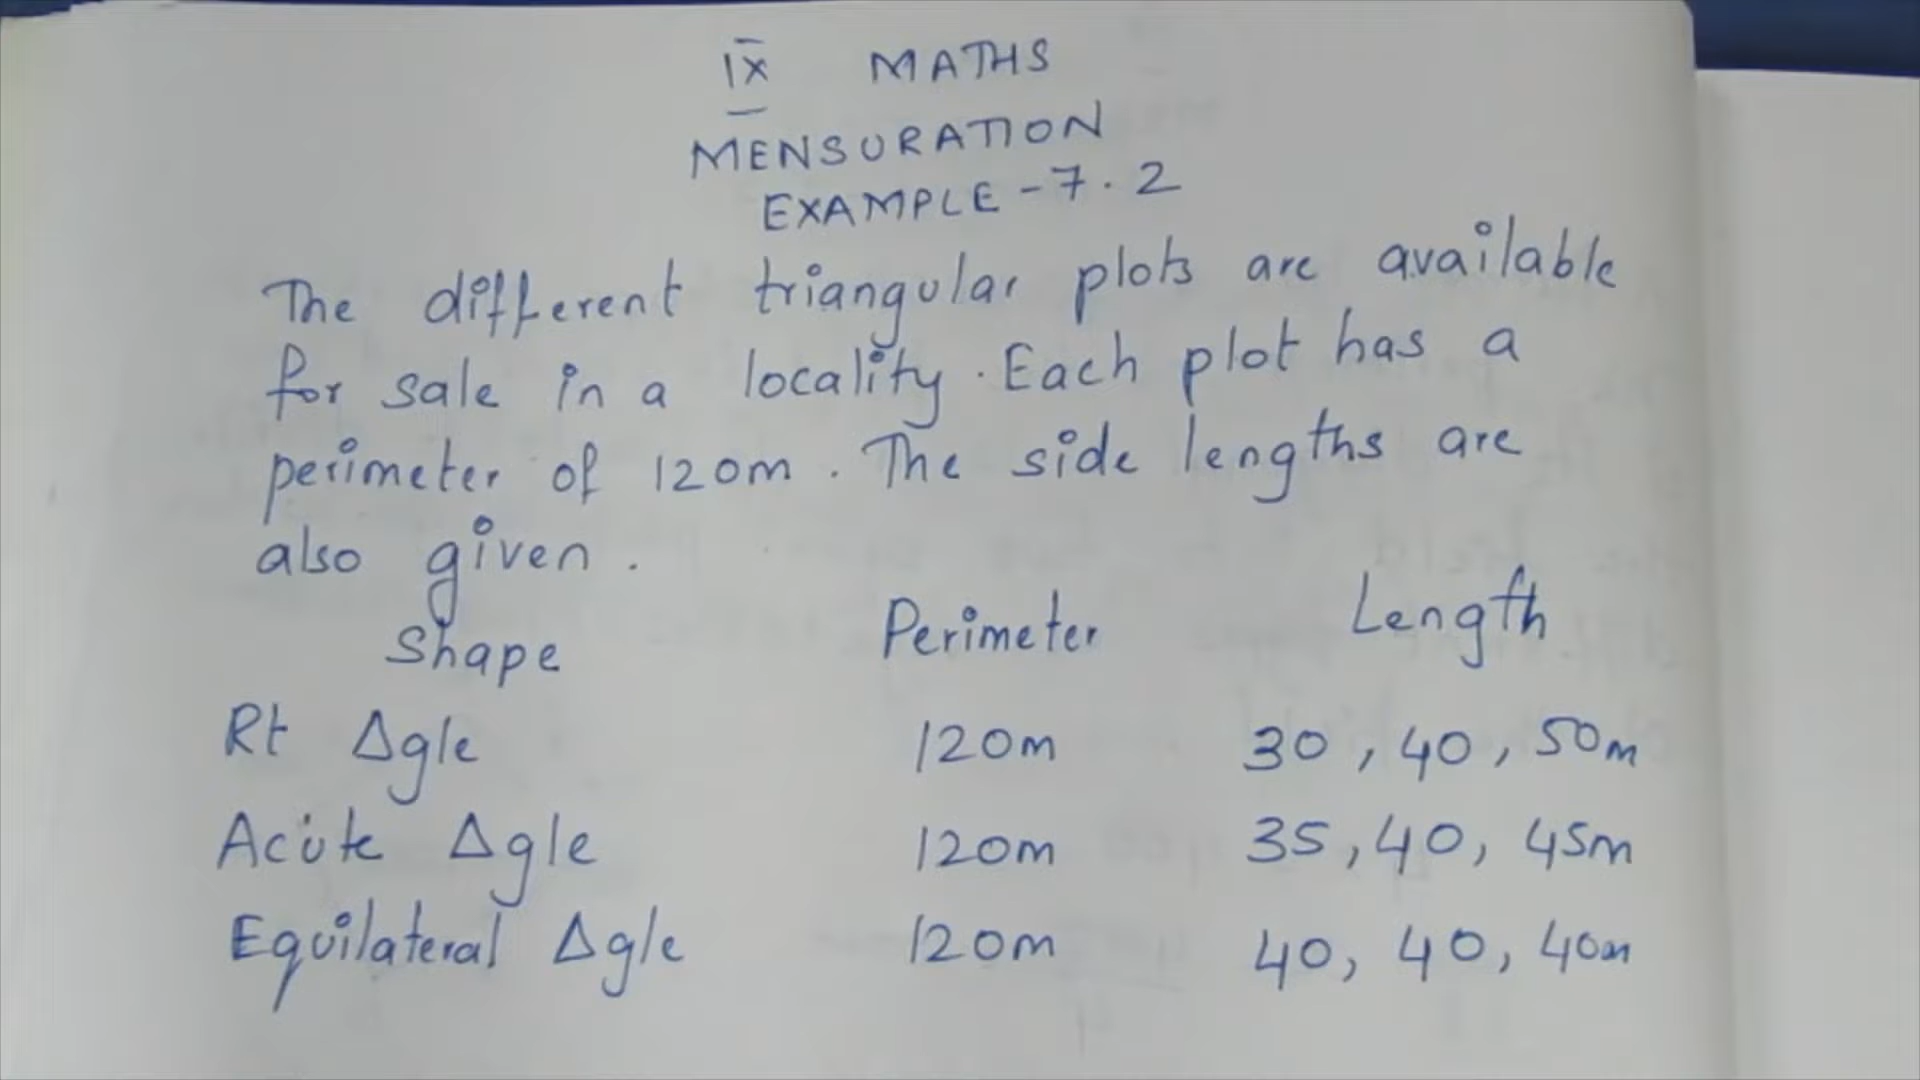 IX MATHS
MENSURATION
EXAMPLE - 7.2
The different triangular plots are available
for sale in a locality. Each plot has a
perimeter of 120m. The side lengths are
also given.
Shape Perimeter Length
Rt Δgle 120m 30, 40, 50m
Acute Δgle 120m 35, 40, 45m
Equilateral Δgle 120m 40, 40, 40m